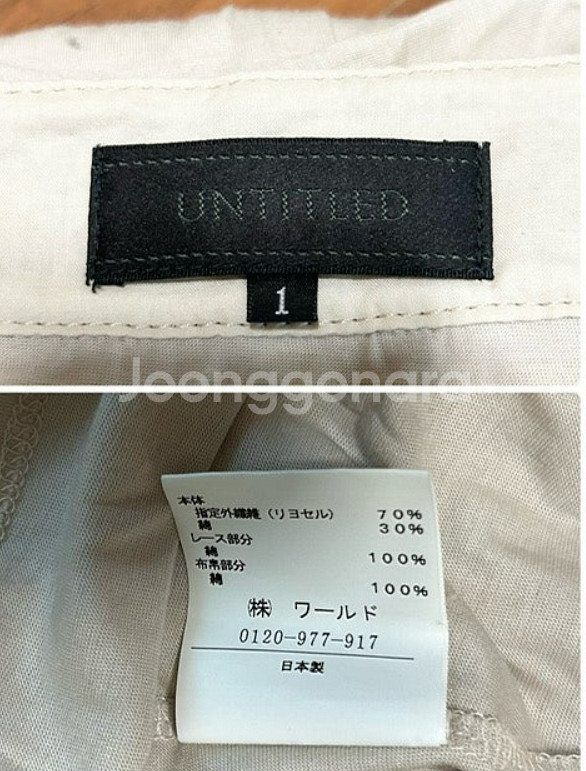 UNTITLED
1
Joonggonara
本体
指定外繊維(リヨセル) 70%
綿 30%
レース部分
綿 100%
布帛部分
綿 100%
㈱ ワールド
0120-977-917
日本製